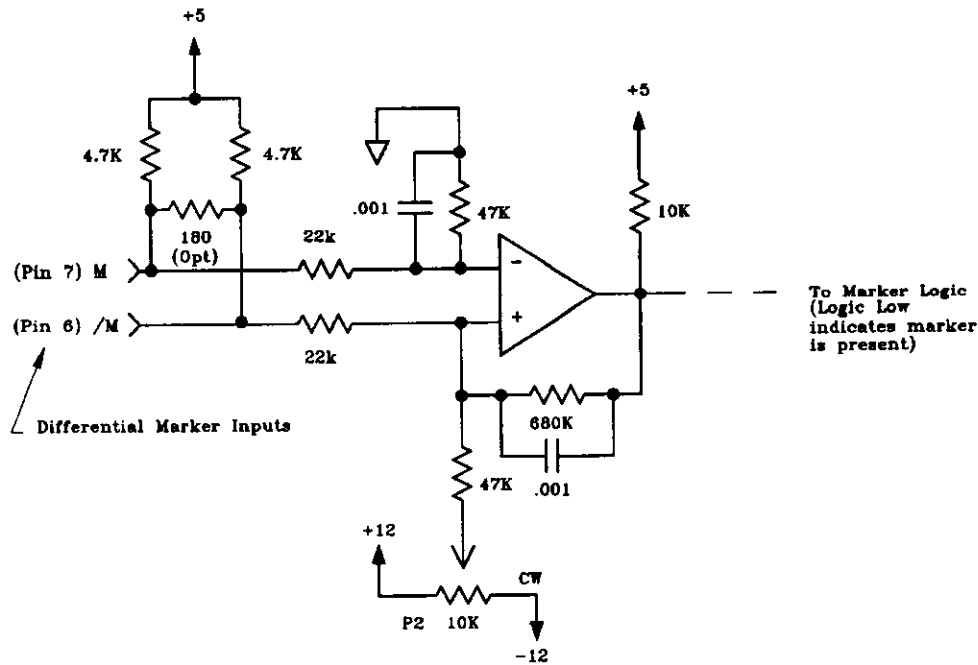 +5
+5
4.7K
4.7K
.001
47K
10K
180
(Opt)
22k
(Pin 7) M
−
To Marker Logic
(Logic Low
indicates marker
is present)
(Pin 6) /M
+
22k
680K
Differential Marker Inputs
47K
.001
+12
CW
P2 10K
−12